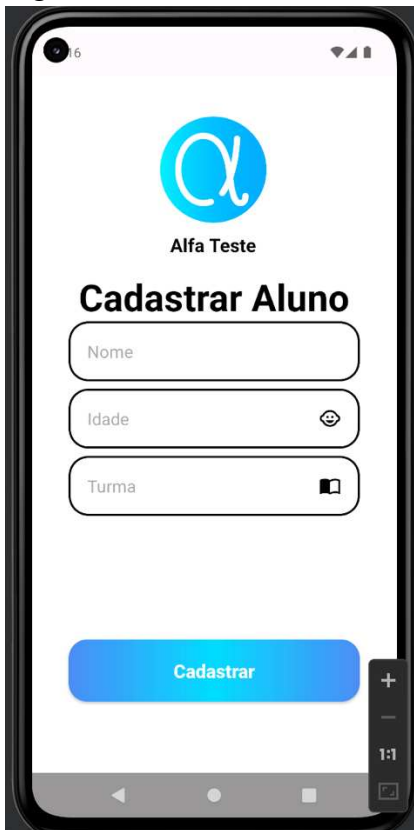 16
α
Alfa Teste
Cadastrar Aluno
Nome
Idade
Turma
Cadastrar
1:1